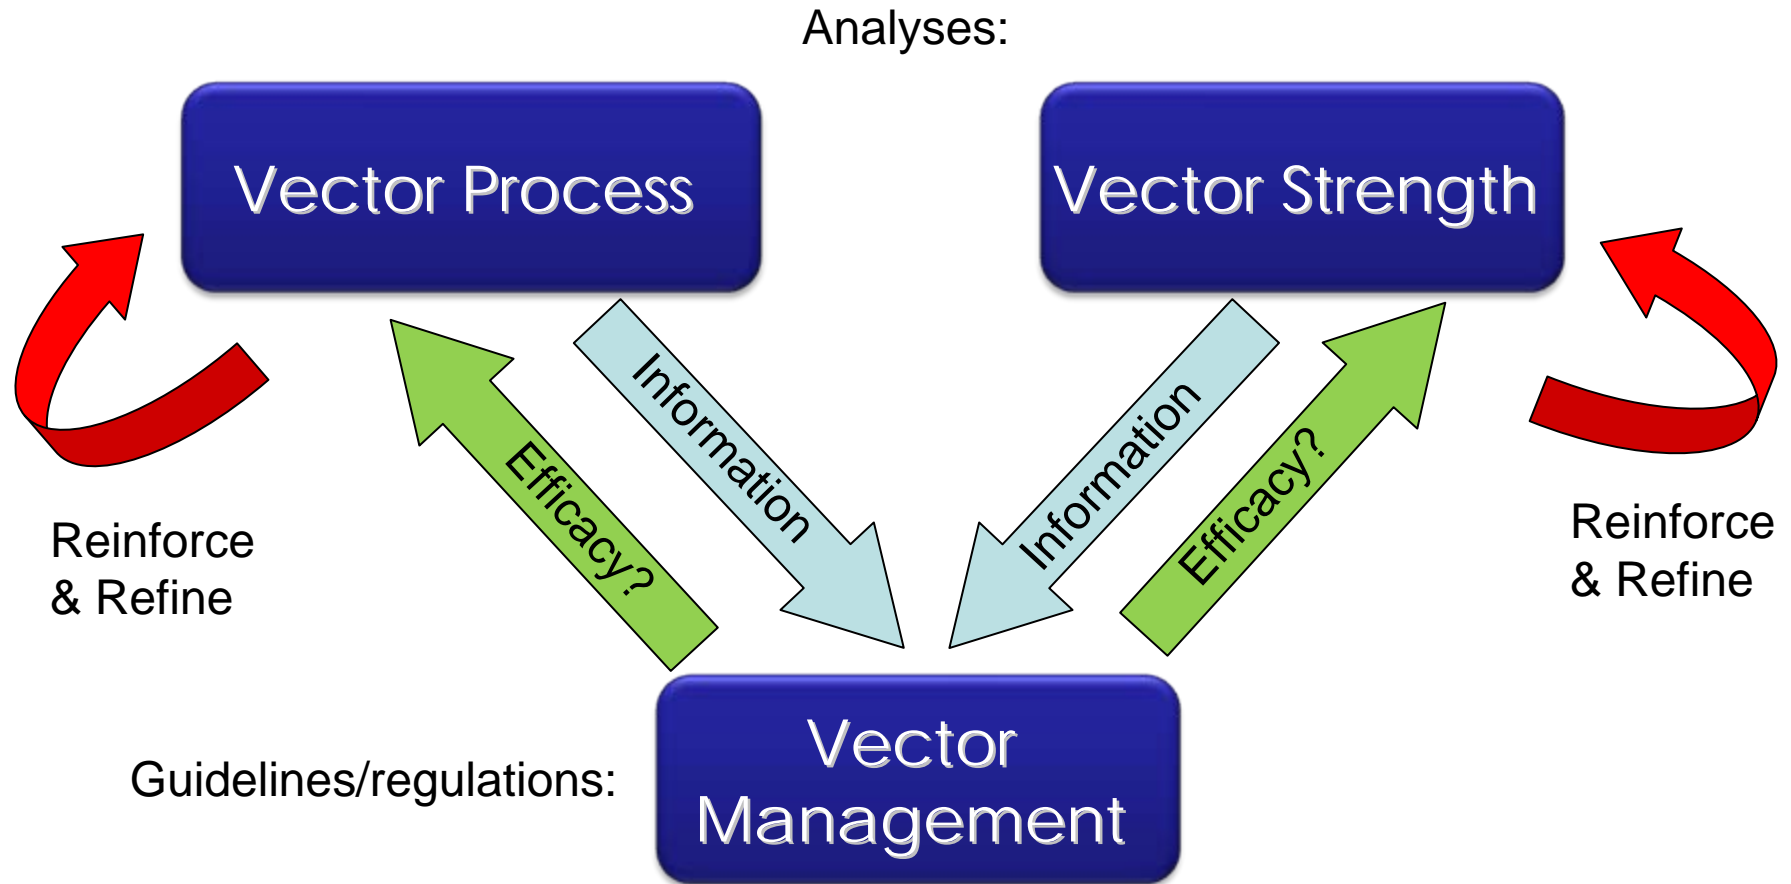 Analyses:
Vector Process
Vector Strength
Information
Information
Efficacy?
Efficacy?
Reinforce
& Refine
Reinforce
& Refine
Guidelines/regulations:
Vector
Management